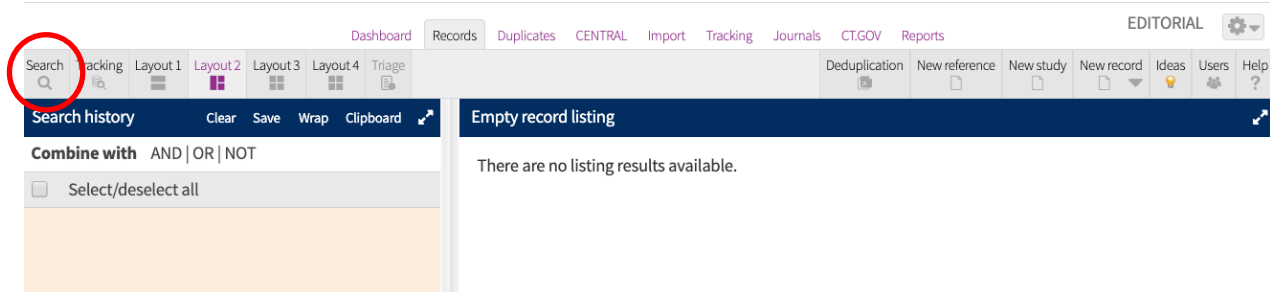 EDITORIAL
Dashboard Records Duplicates CENTRAL Import Tracking Journals CT.GOV Reports
Search Tracking Layout 1 Layout 2 Layout 3 Layout 4 Triage Deduplication New reference New study New record Ideas Users Help
Search history Clear Save Wrap Clipboard Empty record listing
Combine with AND | OR | NOT
There are no listing results available.
Select/deselect all